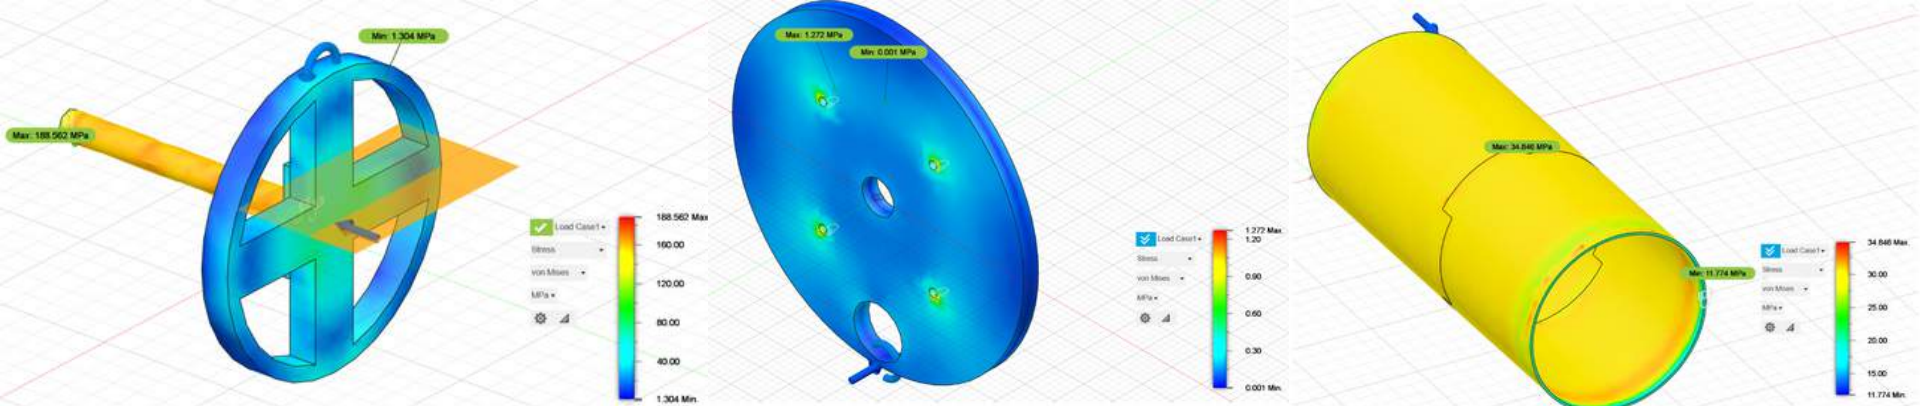 Min: 1.304 MPa
Max: 188.562 MPa
Load Case1
Stress
von Mises
MPa
188.562 Max
160.00
120.00
80.00
40.00
1.304 Min.
Max: 1.272 MPa
Min: 0.001 MPa
Load Case1
Stress
von Mises
MPa
1.272 Max.
1.20
0.90
0.60
0.30
0.001 Min.
Max: 34.846 MPa
Min: 11.774 MPa
Load Case1
Stress
von Mises
MPa
34.846 Max.
30.00
25.00
20.00
15.00
11.774 Min.